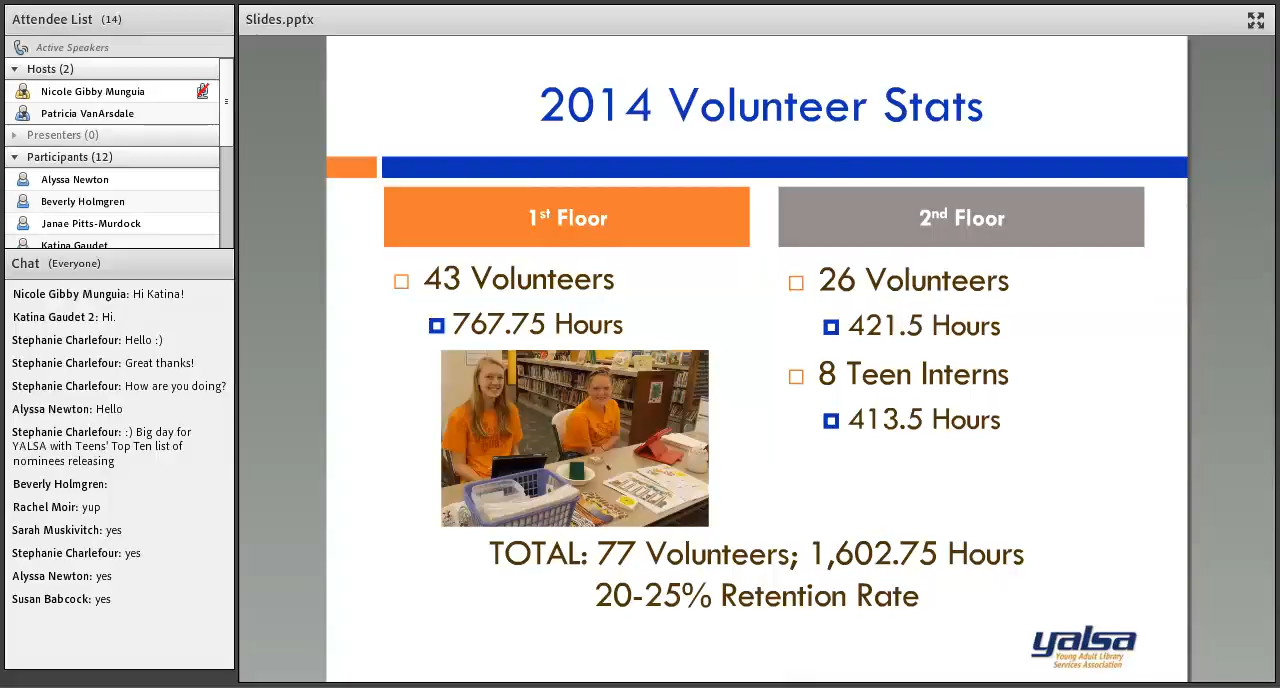 Attendee List (14)
Active Speakers
Hosts (2)
Nicole Gibby Munguia
Patricia VanArsdale
Presenters (0)
Participants (12)
Alyssa Newton
Beverly Holmgren
Janae Pitts-Murdock
Katina Gaudet
Chat (Everyone)
Nicole Gibby Munguia: Hi Katina!
Katina Gaudet 2: Hi.
Stephanie Charlefour: Hello :)
Stephanie Charlefour: Great thanks!
Stephanie Charlefour: How are you doing?
Alyssa Newton: Hello
Stephanie Charlefour: :) Big day for
YALSA with Teens' Top Ten list of
nominees releasing
Beverly Holmgren:
Rachel Moir: yup
Sarah Muskivitch: yes
Stephanie Charlefour: yes
Alyssa Newton: yes
Susan Babcock: yes
Slides.pptx
2014 Volunteer Stats
1st Floor
43 Volunteers
767.75 Hours
2nd Floor
26 Volunteers
421.5 Hours
8 Teen Interns
413.5 Hours
TOTAL: 77 Volunteers; 1,602.75 Hours
20-25% Retention Rate
yalsa
Young Adult Library
Services Association